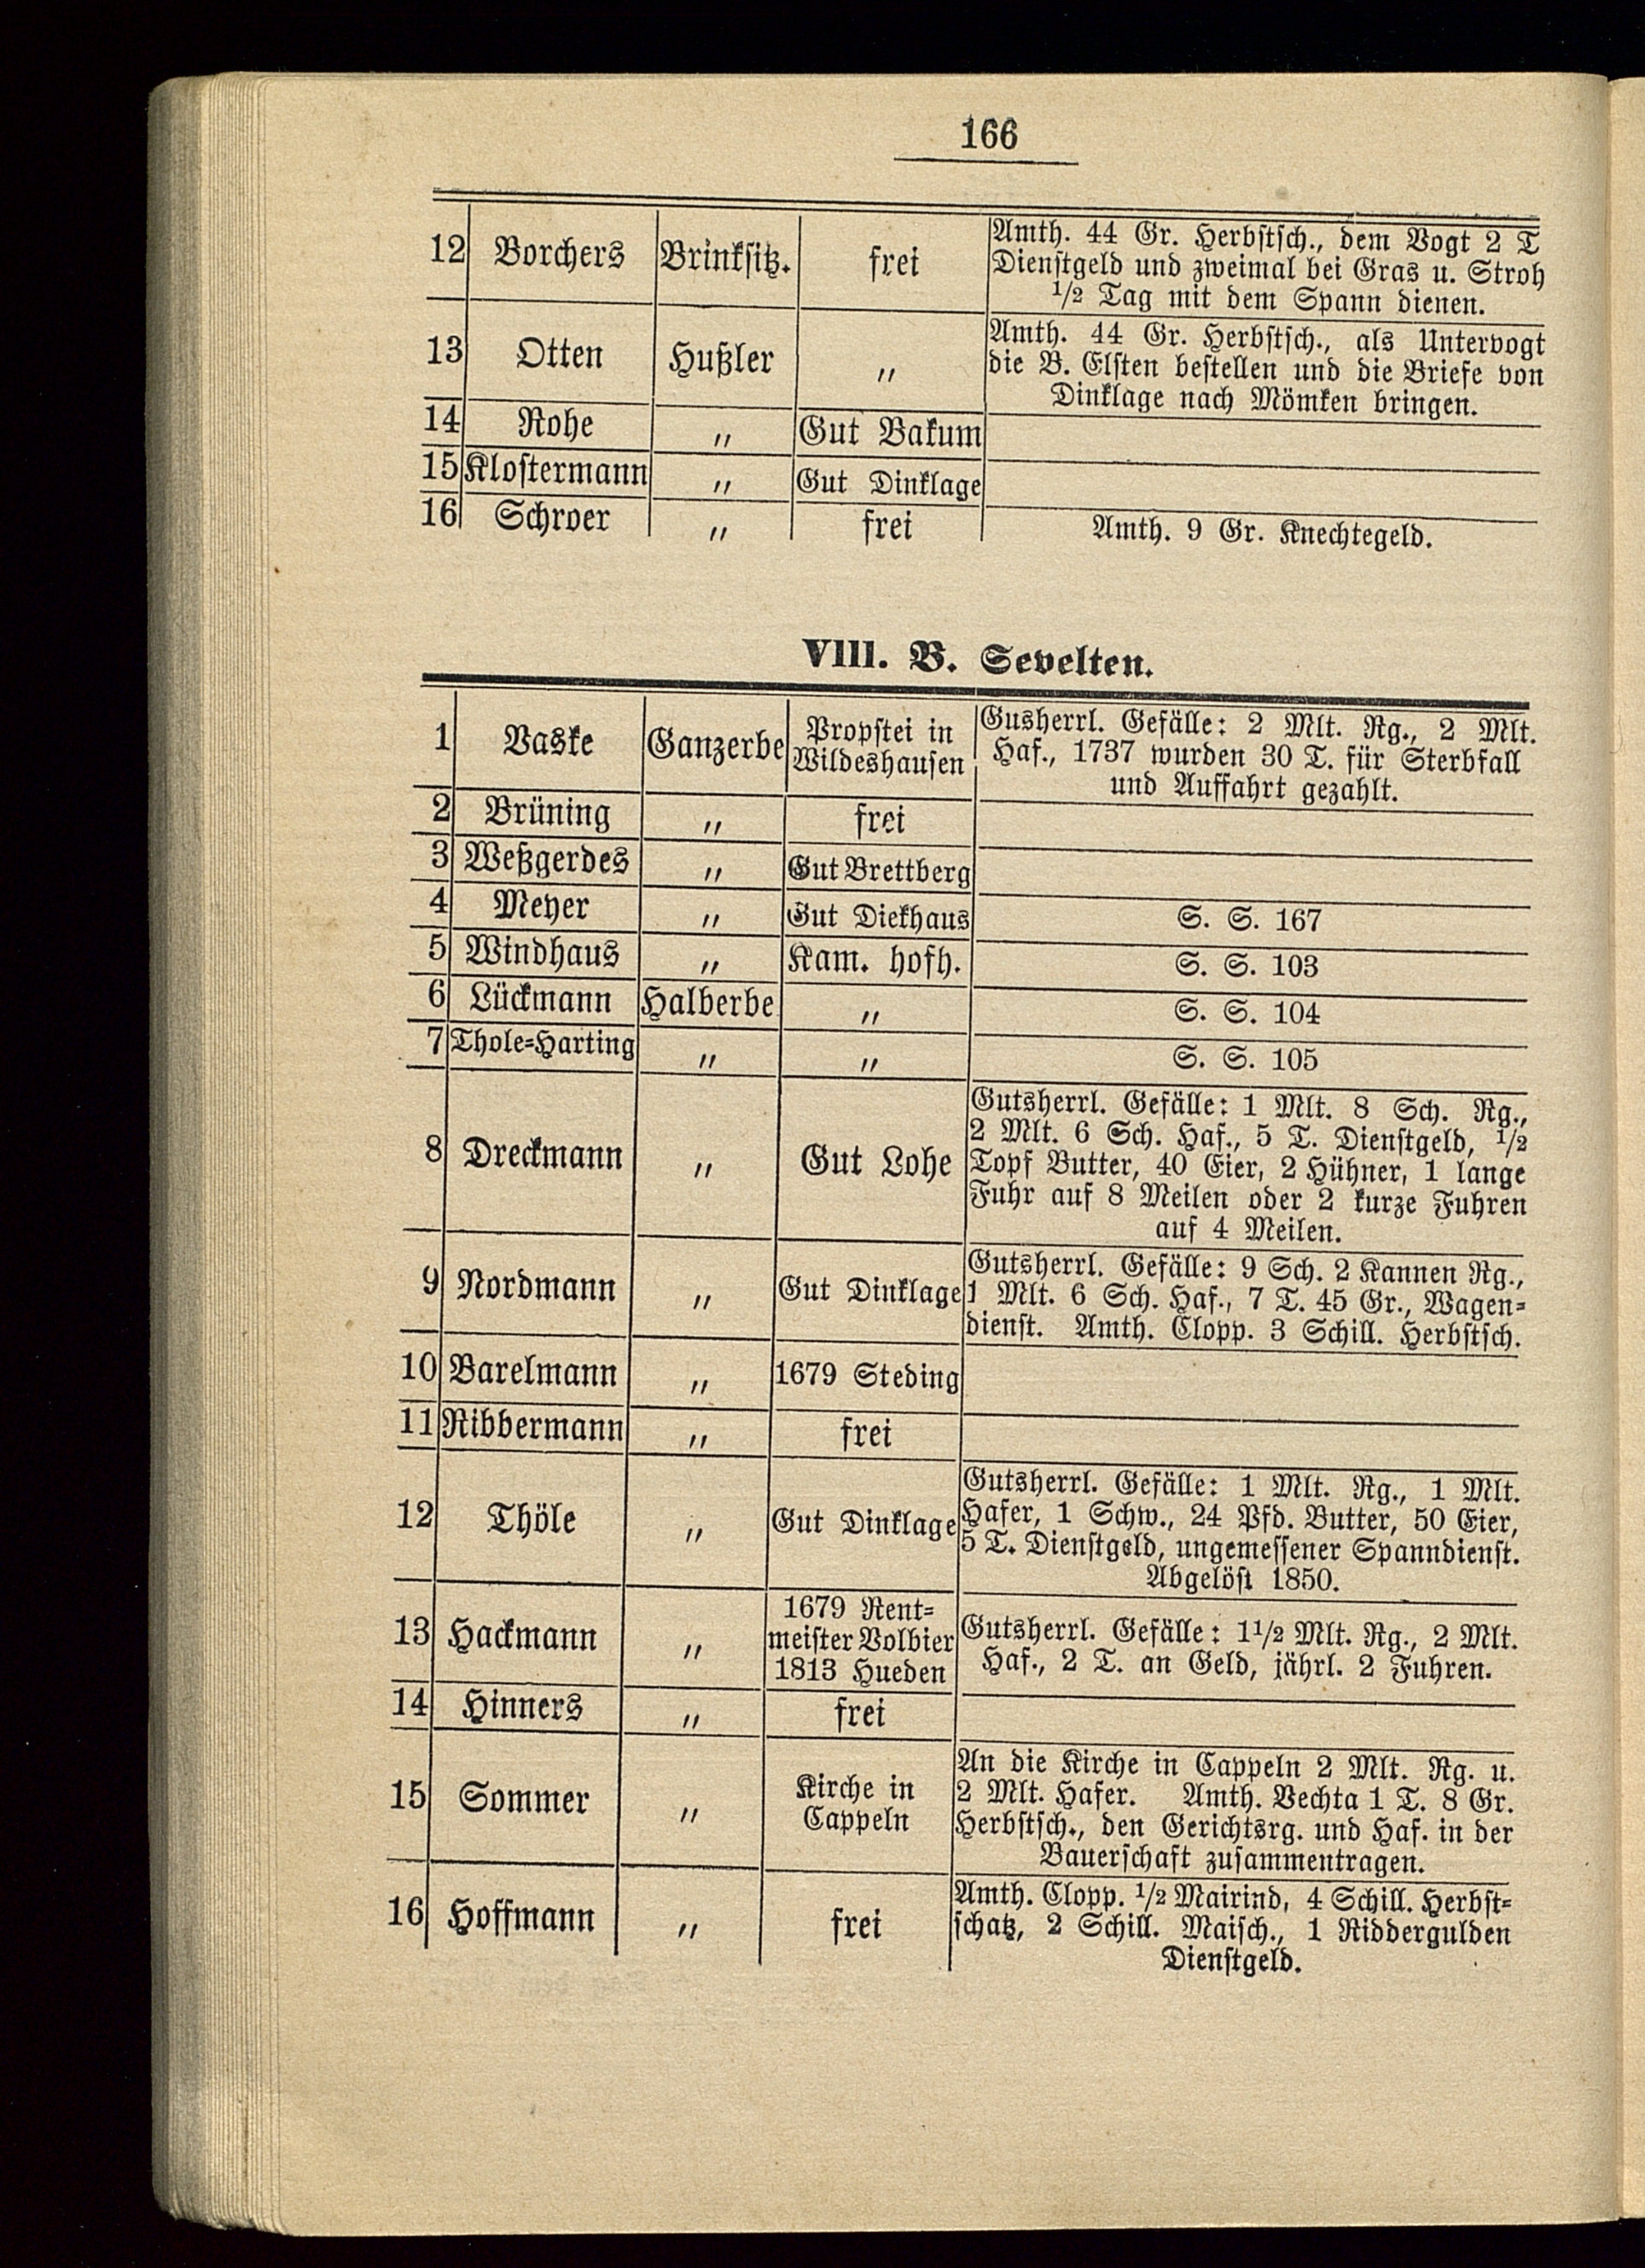 166
12 Borchers Brinksitz. frei Amth. 44 Gr. Herbstsch., dem Vogt 2 T
Dienstgeld und zweimal bei Gras u. Stroh
1/2 Tag mit dem Spann dienen.
13 Otten Hußler " Amth. 44 Gr. Herbstsch., als Untervogt
die B. Elsten bestellen und die Briefe von
Dinklage nach Mömken bringen.
14 Rohe " Gut Bakum
15 Klostermann " Gut Dinklage
16 Schroer " frei Amth. 9 Gr. Knechtegeld.
VIII. B. Sevelten.
1 Vaske Ganzerbe Propstei in Wildeshausen Gusherrl. Gefälle: 2 Mlt. Rg., 2 Mlt.
Haf., 1737 wurden 30 T. für Sterbfall
und Auffahrt gezahlt.
2 Brüning " frei
3 Weßgerdes " Gut Brettberg
4 Meyer " Gut Diekhaus S. S. 167
5 Windhaus " Kam. hofh. S. S. 103
6 Lückmann Halberbe " S. S. 104
7 Thole=Harting " " S. S. 105
8 Dreckmann " Gut Lohe Gutsherrl. Gefälle: 1 Mlt. 8 Sch. Rg.,
2 Mlt. 6 Sch. Haf., 5 T. Dienstgeld, 1/2
Topf Butter, 40 Eier, 2 Hühner, 1 lange
Fuhr auf 8 Meilen oder 2 kurze Fuhren
auf 4 Meilen.
9 Nordmann " Gut Dinklage Gutsherrl. Gefälle: 9 Sch. 2 Kannen Rg.,
1 Mlt. 6 Sch. Haf., 7 T. 45 Gr., Wagen=
dienst. Amth. Clopp. 3 Schill. Herbstsch.
10 Barelmann " 1679 Steding
11 Ribbermann " frei
12 Thöle " Gut Dinklage Gutsherrl. Gefälle: 1 Mlt. Rg., 1 Mlt.
Hafer, 1 Schw., 24 Pfd. Butter, 50 Eier,
5 T. Dienstgeld, ungemessener Spanndienst.
Abgelöst 1850.
13 Hackmann " 1679 Rent=
meister Volbier
1813 Hueden Gutsherrl. Gefälle: 1 1/2 Mlt. Rg., 2 Mlt.
Haf., 2 T. an Geld, jährl. 2 Fuhren.
14 Hinners " frei
15 Sommer " Kirche in
Cappeln An die Kirche in Cappeln 2 Mlt. Rg. u.
2 Mlt. Hafer. Amth. Vechta 1 T. 8 Gr.
Herbstsch., den Gerichtsrg. und Haf. in der
Bauerschaft zusammentragen.
16 Hoffmann " frei Amth. Clopp. 1/2 Mairind, 4 Schill. Herbst=
schatz, 2 Schill. Maisch., 1 Riddergulden
Dienstgeld.